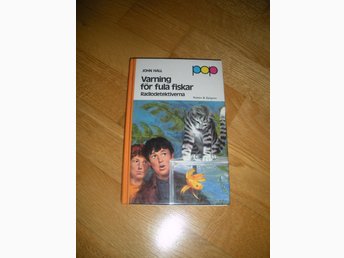 pop
JOHN HALL
Varning
för fula fiskar
Radiodetektiverna